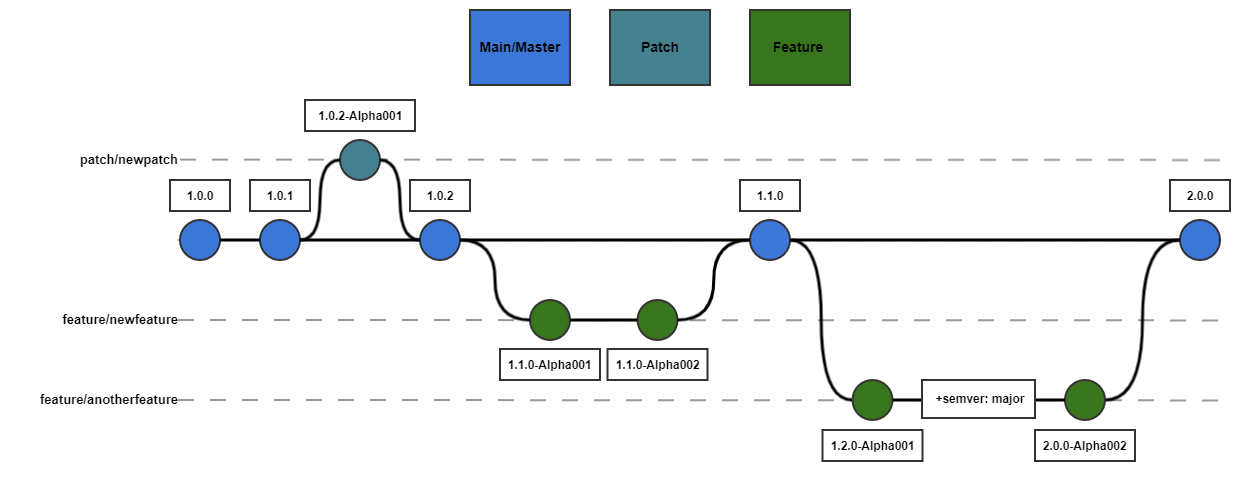 Main/Master
Patch
Feature
1.0.2-Alpha001
patch/newpatch
1.0.0
1.0.1
1.0.2
1.1.0
2.0.0
feature/newfeature
1.1.0-Alpha001
1.1.0-Alpha002
feature/anotherfeature
+semver: major
1.2.0-Alpha001
2.0.0-Alpha002